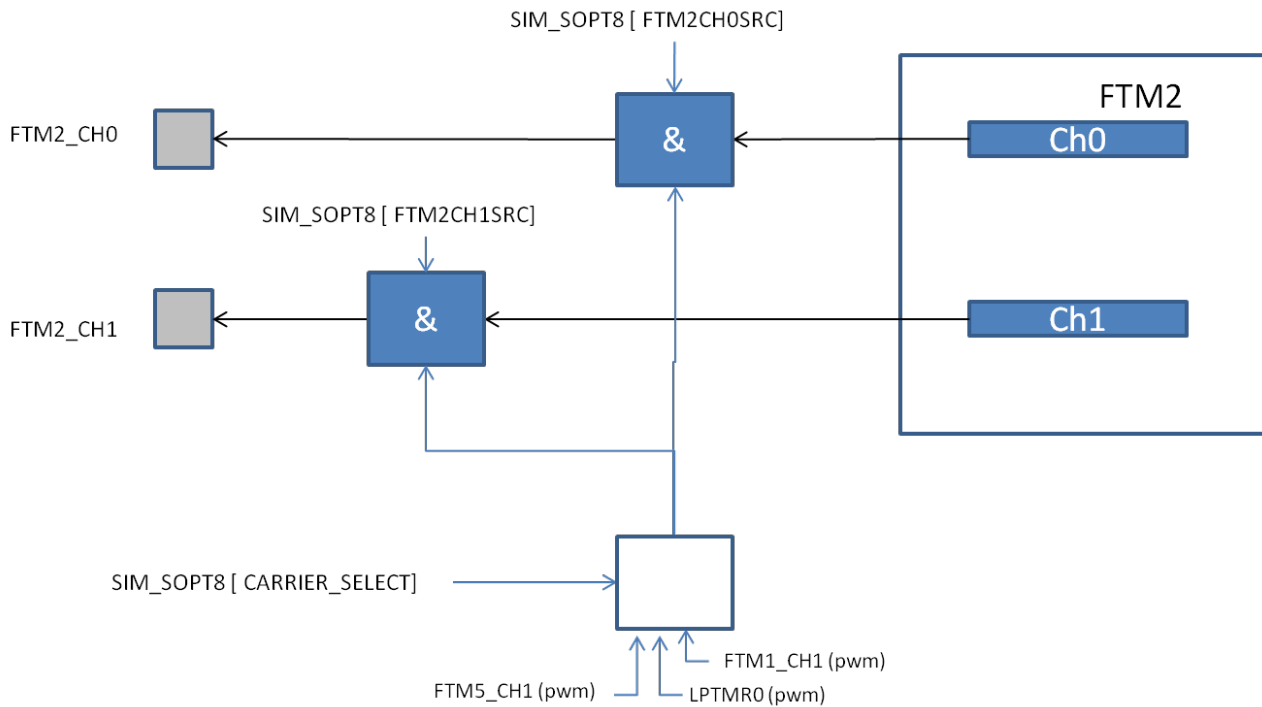 SIM_SOPT8 [ FTM2CH0SRC]
FTM2
FTM2_CH0
&
Ch0
SIM_SOPT8 [ FTM2CH1SRC]
FTM2_CH1
&
Ch1
SIM_SOPT8 [ CARRIER_SELECT]
FTM1_CH1 (pwm)
FTM5_CH1 (pwm)
LPTMR0 (pwm)